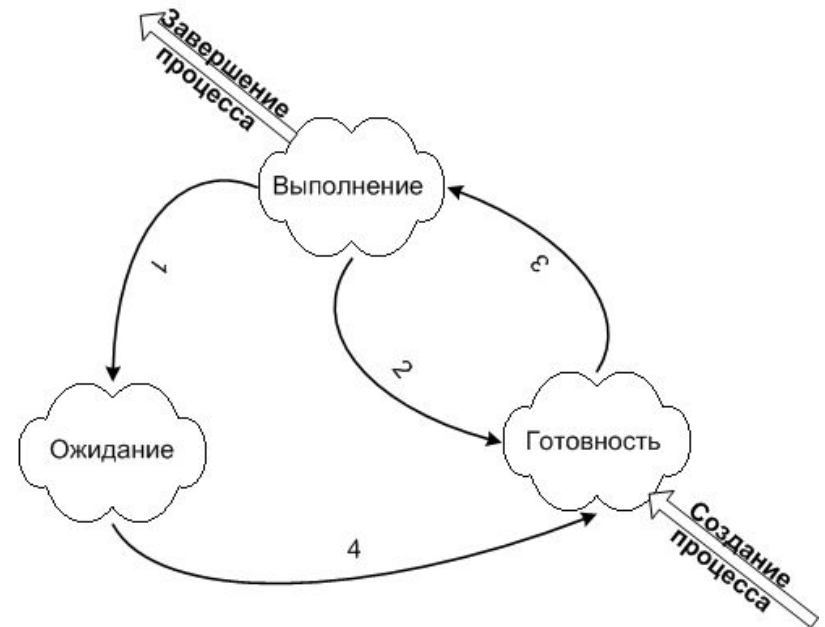 Завершение
процесса
Выполнение
1
3
2
Готовность
Ожидание
Создание
процесса
4